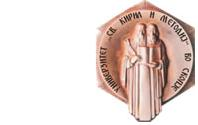 УНИВЕРЗИТЕТ "СВ. КИРИЛ И МЕТОДИЈ" ВО СКОПЈЕ